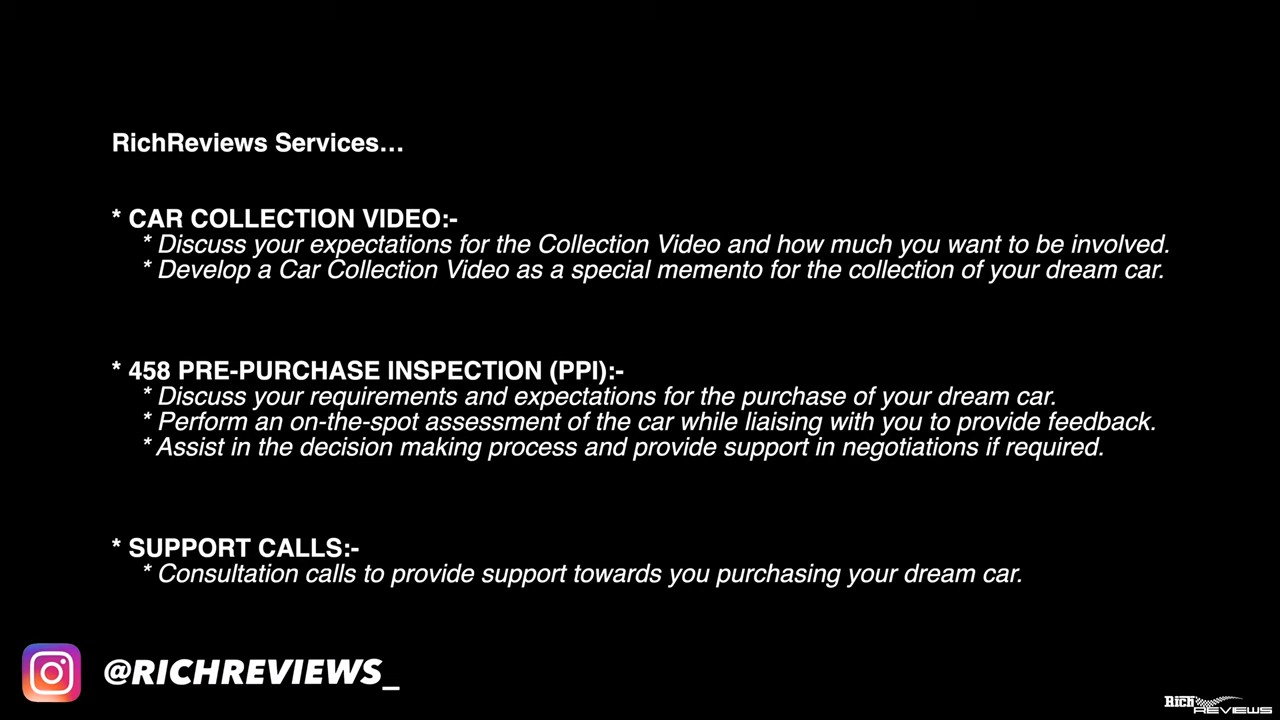 RichReviews Services...
* CAR COLLECTION VIDEO:-
* Discuss your expectations for the Collection Video and how much you want to be involved.
* Develop a Car Collection Video as a special memento for the collection of your dream car.
* 458 PRE-PURCHASE INSPECTION (PPI):-
* Discuss your requirements and expectations for the purchase of your dream car.
* Perform an on-the-spot assessment of the car while liaising with you to provide feedback.
* Assist in the decision making process and provide support in negotiations if required.
* SUPPORT CALLS:-
* Consultation calls to provide support towards you purchasing your dream car.
@RICHREVIEWS_
Rich
REVIEWS